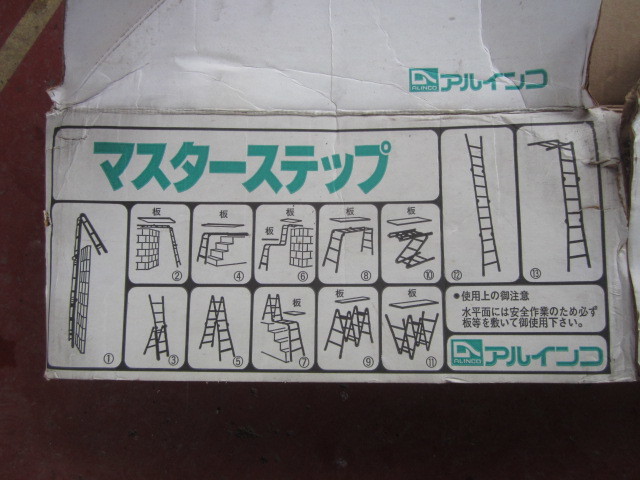 ALINCO アルインコ
マスターステップ
板
②
板
④
板
板
⑥
板
⑧
板
⑩
⑫
⑬
①
③
⑤
板
⑦
板
⑨
板
⑪
●使用上の御注意
水平面には安全作業のため必ず
板等を敷いて御使用下さい。
ALINCO アルインコ